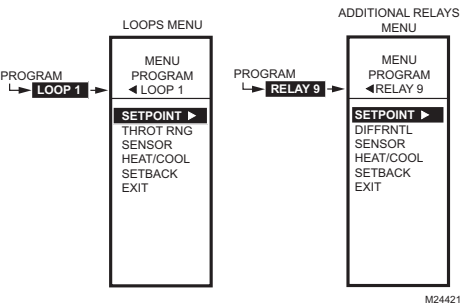 LOOPS MENU
PROGRAM
LOOP 1
MENU
PROGRAM
◄ LOOP 1
SETPOINT ►
THROT RNG
SENSOR
HEAT/COOL
SETBACK
EXIT
ADDITIONAL RELAYS
MENU
PROGRAM
RELAY 9
MENU
PROGRAM
◄RELAY 9
SETPOINT ►
DIFFRNTL
SENSOR
HEAT/COOL
SETBACK
EXIT
M24421